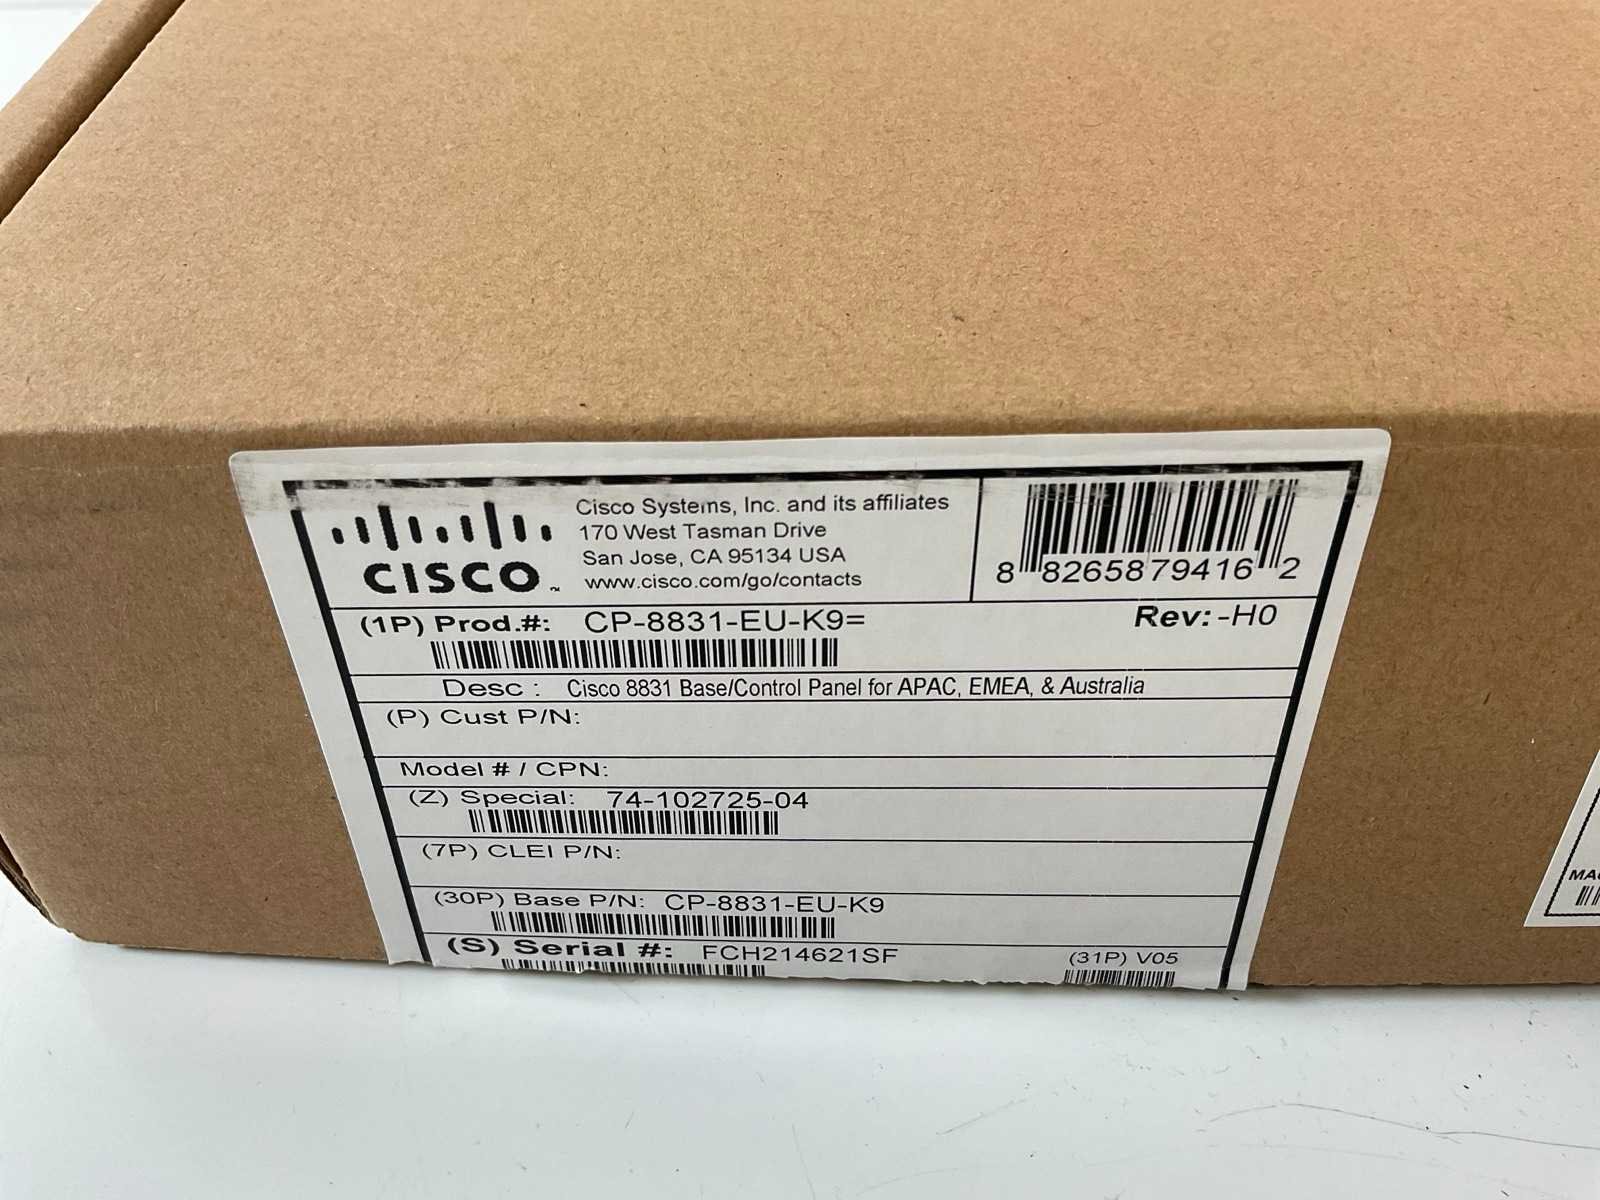 CISCO
Cisco Systems, Inc. and its affiliates
170 West Tasman Drive
San Jose, CA 95134 USA
www.cisco.com/go/contacts
8 8265879416 2
(1P) Prod.#: CP-8831-EU-K9=
Rev:-H0
Desc : Cisco 8831 Base/Control Panel for APAC, EMEA, & Australia
(P) Cust P/N:
Model # / CPN:
(Z) Special: 74-102725-04
(7P) CLEI P/N:
(30P) Base P/N: CP-8831-EU-K9
(S) Serial #: FCH214621SF
(31P) V05